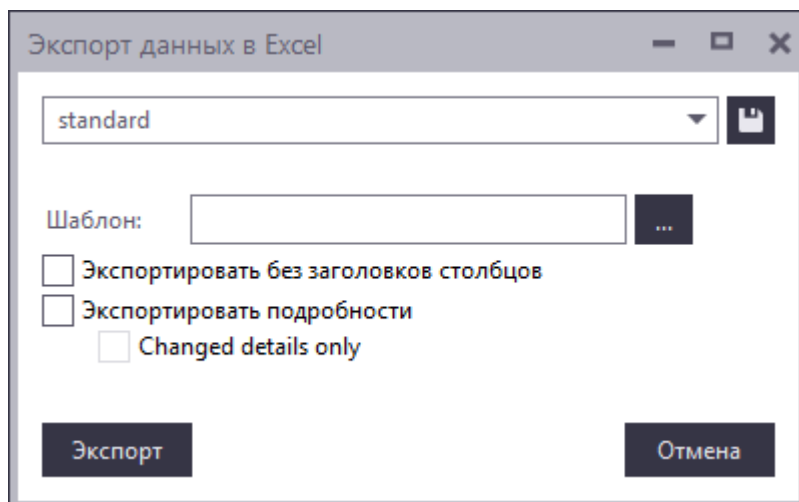 Экспорт данных в Excel
standard
Шаблон:
...
Экспортировать без заголовков столбцов
Экспортировать подробности
Changed details only
Экспорт
Отмена